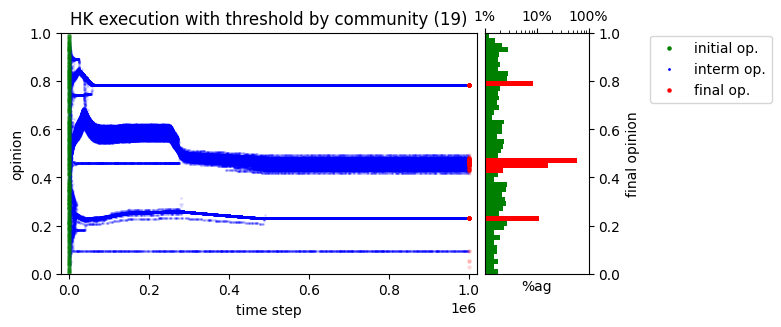 HK execution with threshold by community (19)
1% 10% 100%
1.0 1.0
0.8 0.8
0.6 0.6
0.4 0.4
0.2 0.2
0.0 0.0
opinion
final opinion
initial op.
interm op.
final op.
0.0 0.2 0.4 0.6 0.8 1.0
1e6
time step
%ag